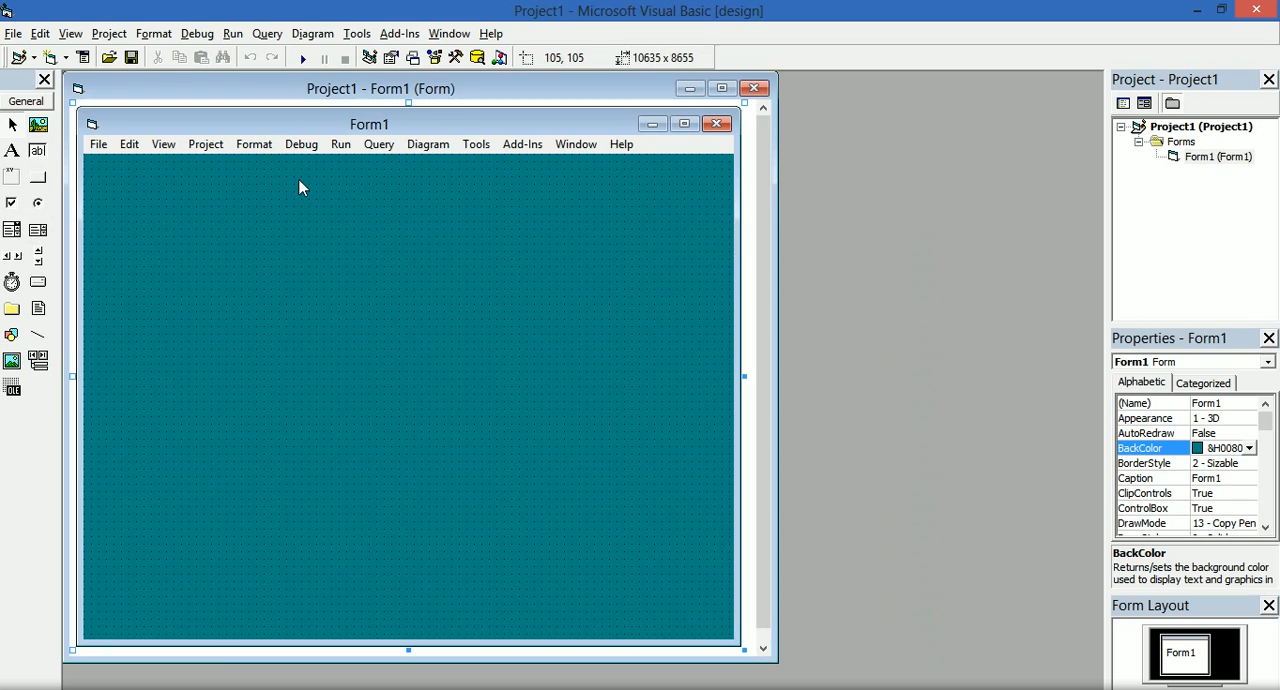 Project1 - Microsoft Visual Basic [design]
File Edit View Project Format Debug Run Query Diagram Tools Add-Ins Window Help
105, 105 10635 x 8655
General
Project1 - Form1 (Form)
Form1
File Edit View Project Format Debug Run Query Diagram Tools Add-Ins Window Help
Project - Project1
Project1 (Project1)
Forms
Form1 (Form1)
Properties - Form1
Form1 Form
Alphabetic Categorized
(Name) Form1
Appearance 1 - 3D
AutoRedraw False
BackColor &H0080
BorderStyle 2 - Sizable
Caption Form1
ClipControls True
ControlBox True
DrawMode 13 - Copy Pen
BackColor
Returns/sets the background color
used to display text and graphics in
Form Layout
Form1